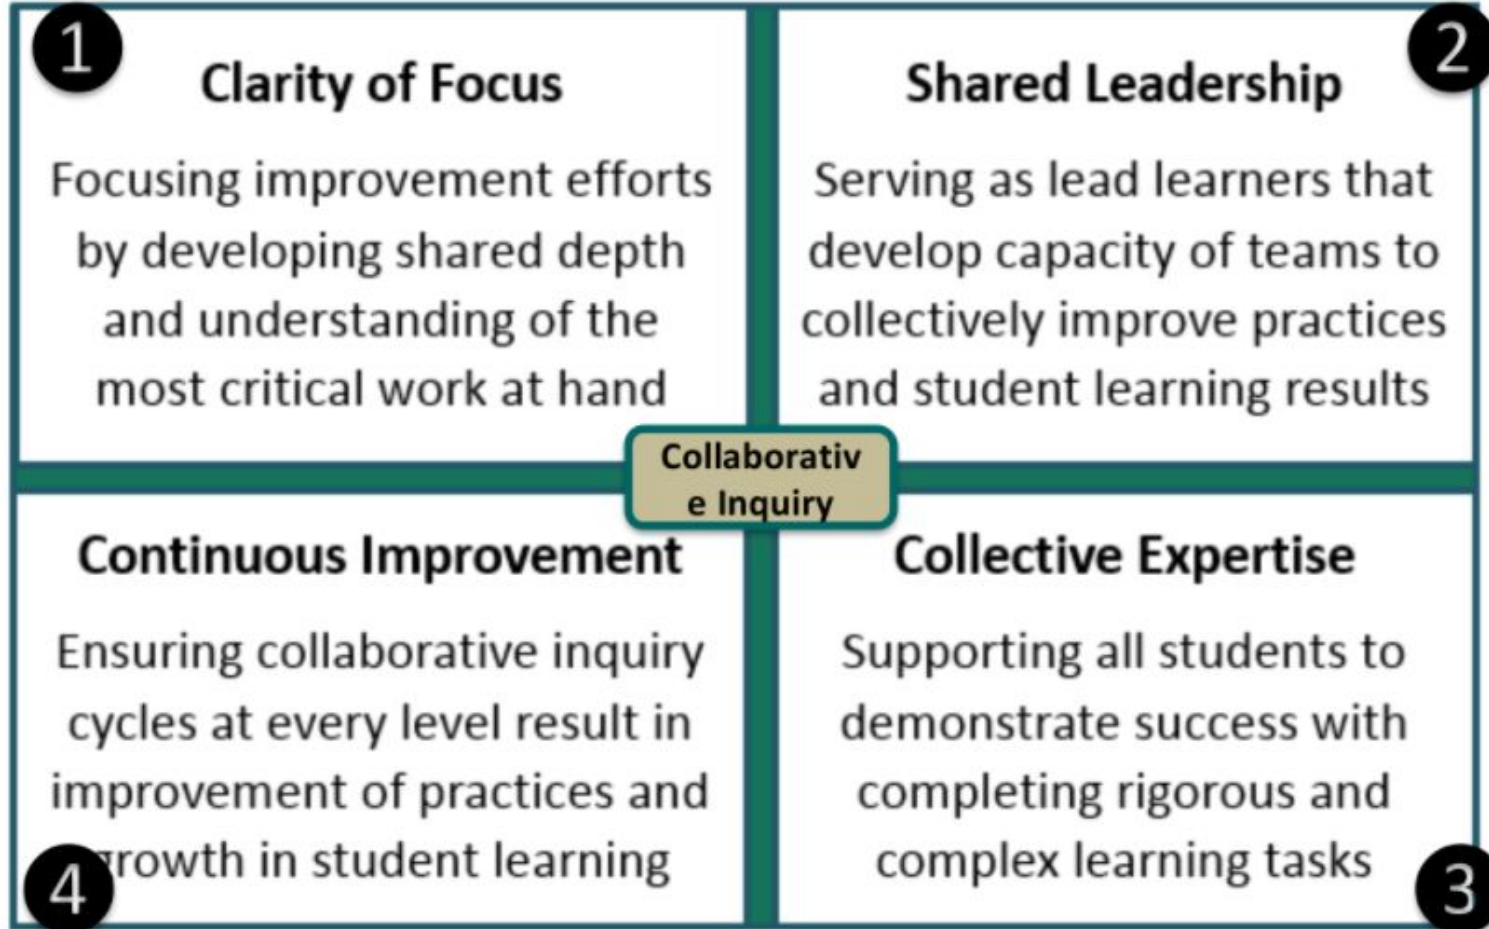 1
Clarity of Focus
Focusing improvement efforts
by developing shared depth
and understanding of the
most critical work at hand
2
Shared Leadership
Serving as lead learners that
develop capacity of teams to
collectively improve practices
and student learning results
Collaborativ
e Inquiry
Collective Expertise
Supporting all students to
demonstrate success with
completing rigorous and
complex learning tasks
3
Continuous Improvement
Ensuring collaborative inquiry
cycles at every level result in
improvement of practices and
growth in student learning
4